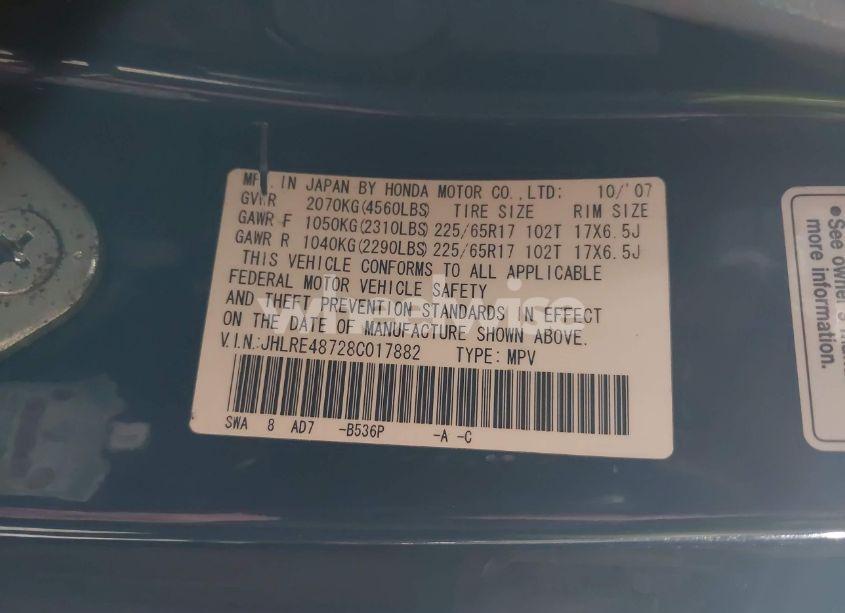 MFD. IN JAPAN BY HONDA MOTOR CO.,LTD: 10/'07
GVWR 2070KG(4560LBS) TIRE SIZE RIM SIZE
GAWR F 1050KG(2310LBS) 225/65R17 102T 17X6.5J
GAWR R 1040KG(2290LBS) 225/65R17 102T 17X6.5J
THIS VEHICLE CONFORMS TO ALL APPLICABLE
FEDERAL MOTOR VEHICLE SAFETY
AND THEFT PREVENTION STANDARDS IN EFFECT
ON THE DATE OF MANUFACTURE SHOWN ABOVE.
V.I.N:JHLRE48728C017882 TYPE:MPV
SWA 8 AD7 -B536P -A -C
wheelwise
•See owner's
more information.